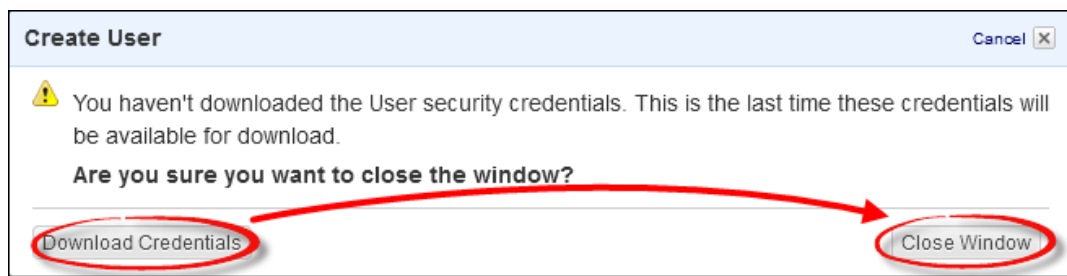 Create User
Cancel
You haven't downloaded the User security credentials. This is the last time these credentials will
be available for download.
Are you sure you want to close the window?
Download Credentials
Close Window